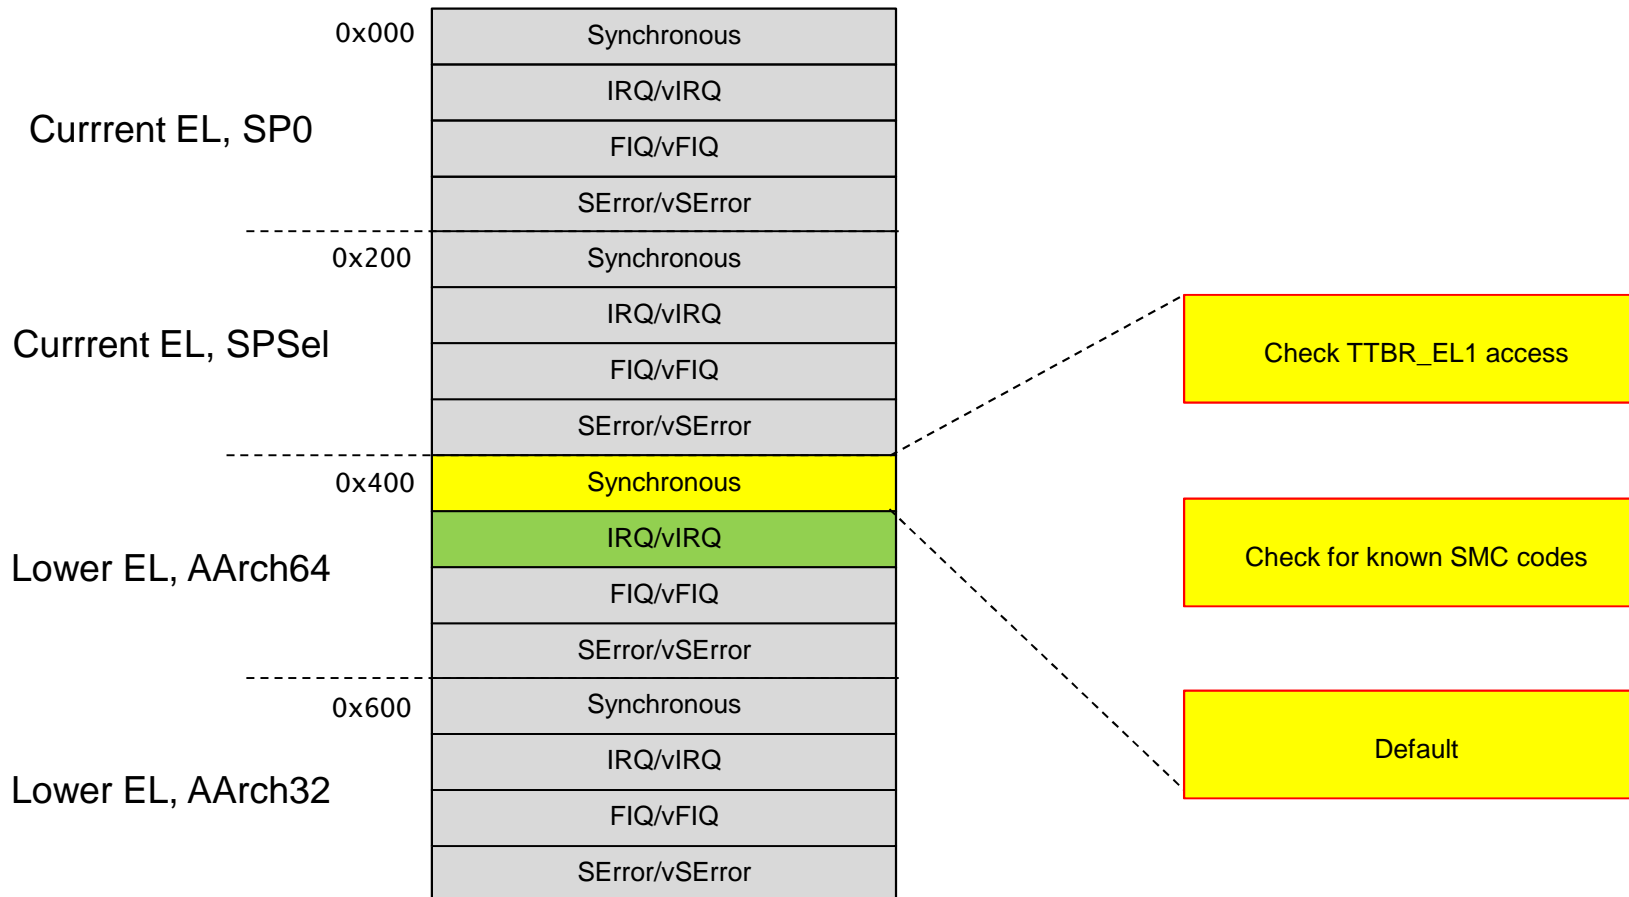 0x000
Synchronous
IRQ/vIRQ
Currrent EL, SP0
FIQ/vFIQ
SError/vSError
0x200
Synchronous
IRQ/vIRQ
Currrent EL, SPSel
FIQ/vFIQ
SError/vSError
0x400
Synchronous
IRQ/vIRQ
Lower EL, AArch64
FIQ/vFIQ
SError/vSError
0x600
Synchronous
IRQ/vIRQ
Lower EL, AArch32
FIQ/vFIQ
SError/vSError
Check TTBR_EL1 access
Check for known SMC codes
Default